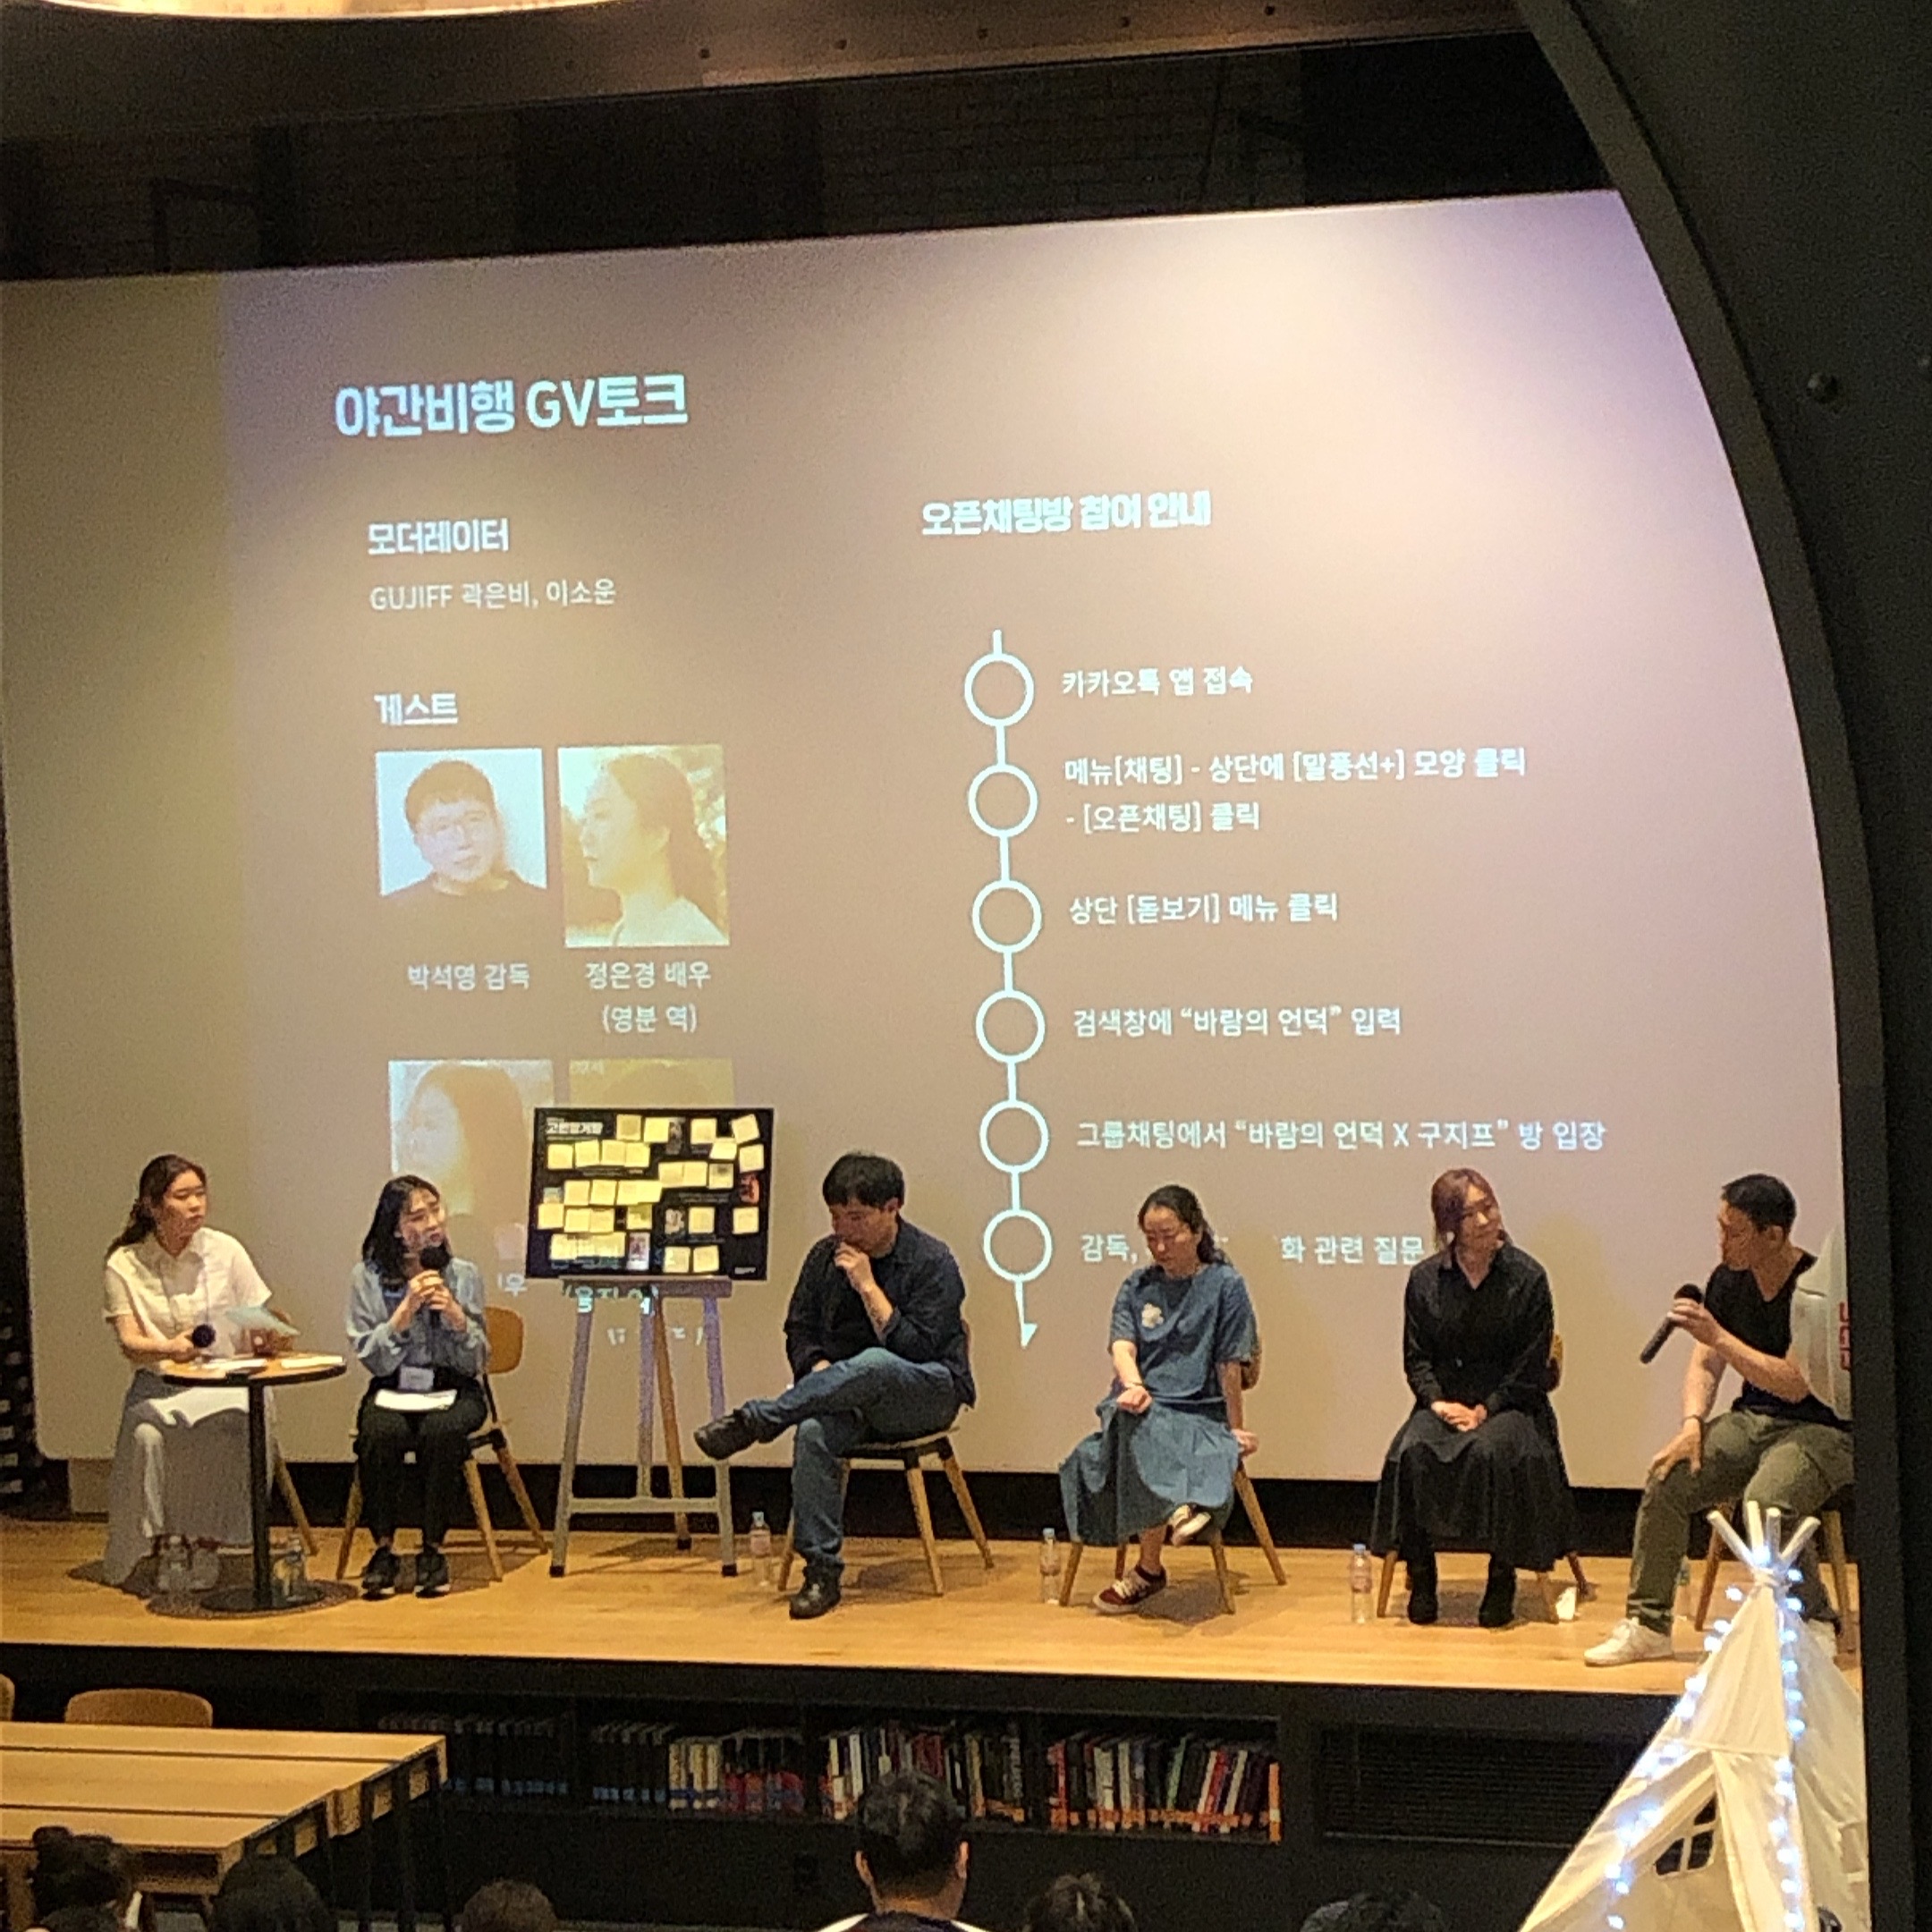 야간비행 GV토크
모더레이터
GUJIFF 곽은비, 이소운
게스트
박석영 감독
정은경 배우
(영분 역)
오픈채팅방 참여 안내
카카오톡 앱 접속
메뉴[채팅] - 상단에 [말풍선+] 모양 클릭
- [오픈채팅] 클릭
상단 [돋보기] 메뉴 클릭
검색창에 “바람의 언덕” 입력
그룹채팅에서 “바람의 언덕 X 구지프” 방 입장
감독,
화 관련 질문